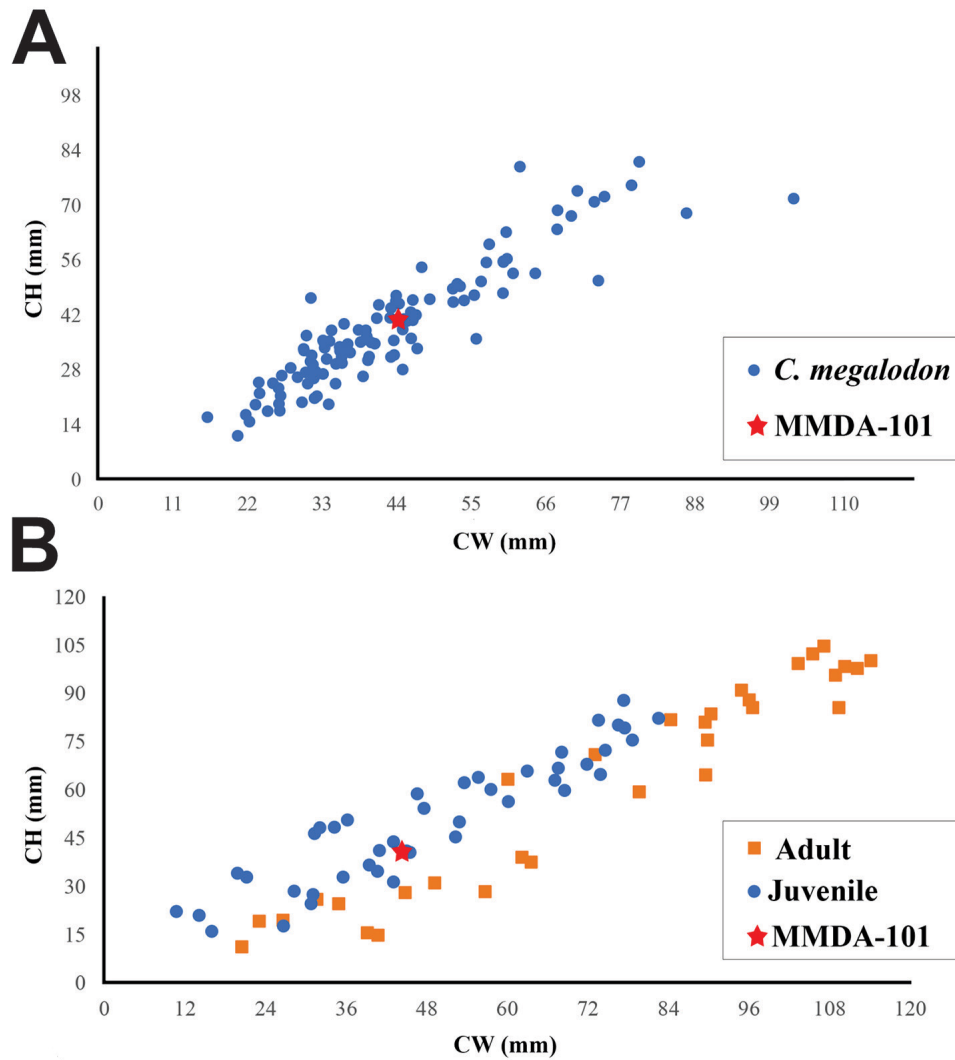 A
98
84
70
56
42
28
14
0
CH (mm)
C. megalodon
MMDA-101
0 11 22 33 44 55 66 77 88 99 110
CW (mm)
B
120
105
90
75
60
45
30
15
0
CH (mm)
Adult
Juvenile
MMDA-101
0 12 24 36 48 60 72 84 96 108 120
CW (mm)